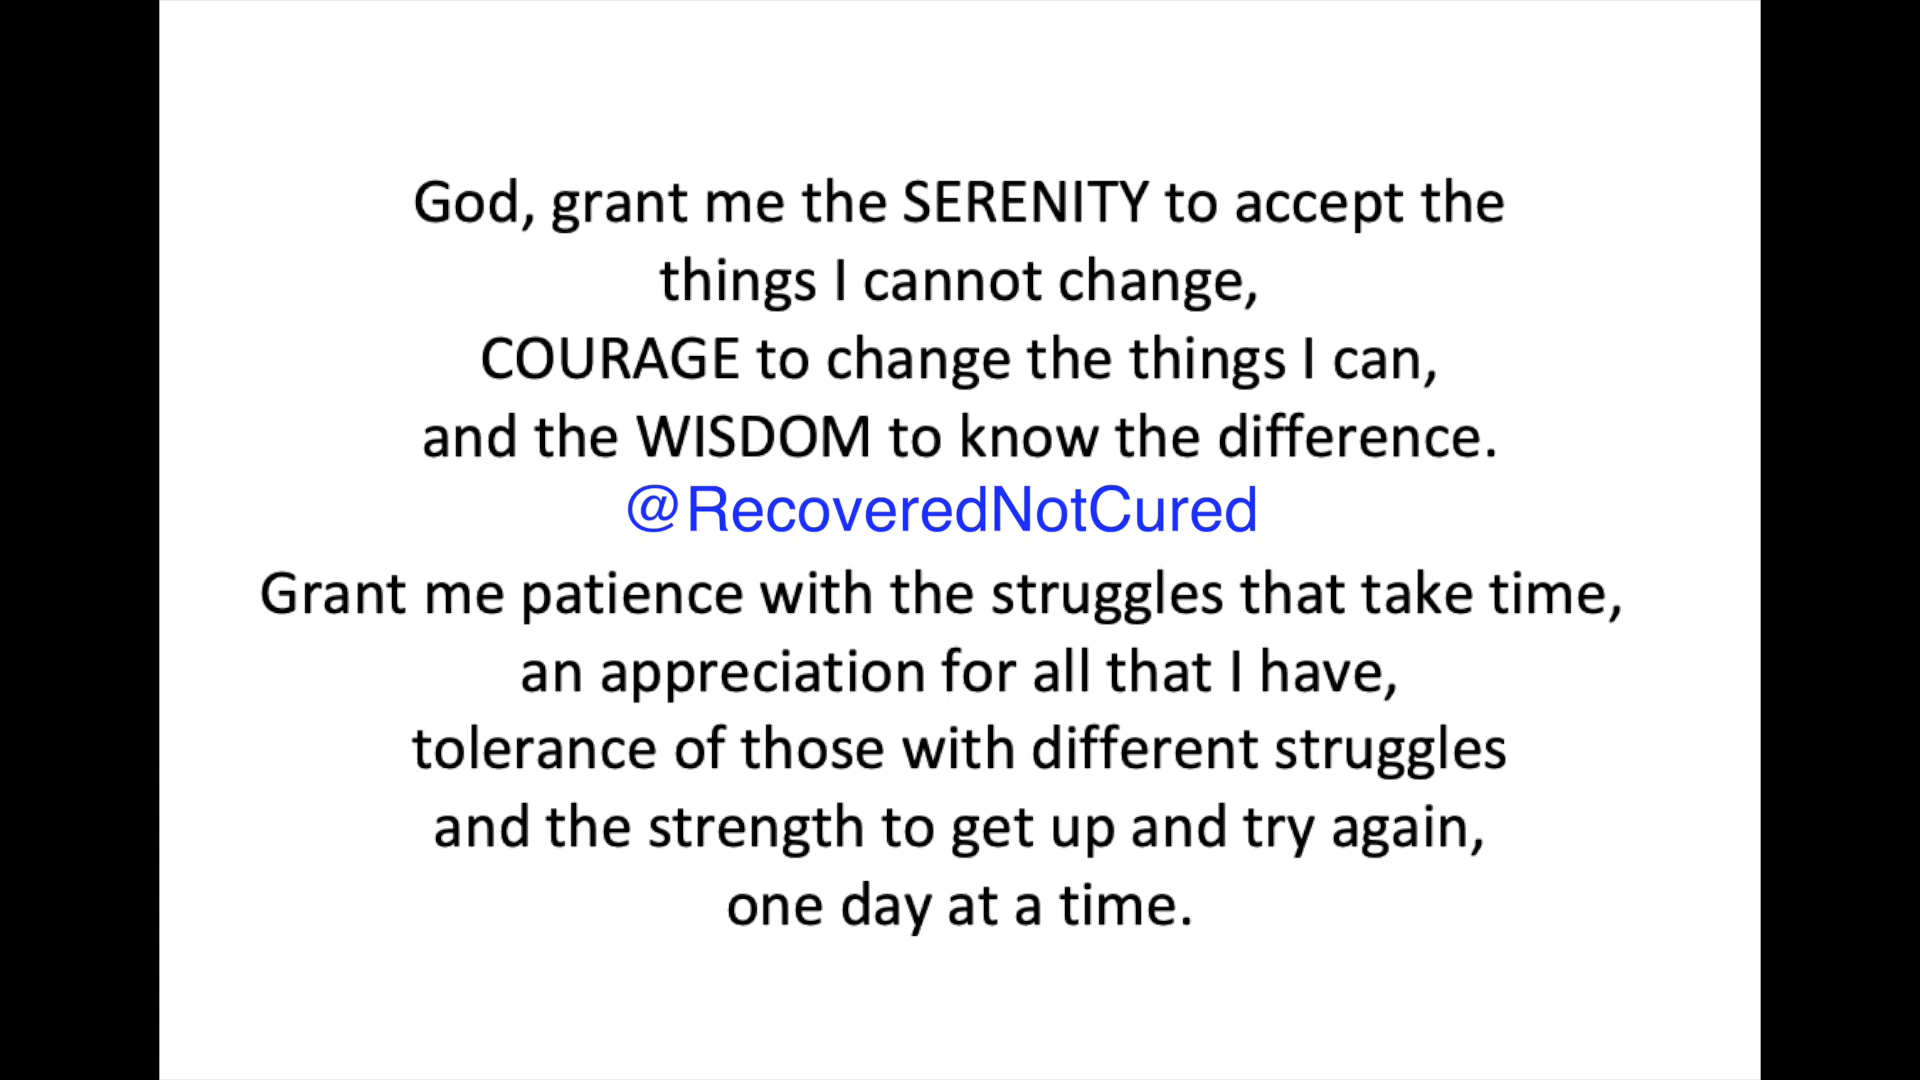 God, grant me the SERENITY to accept the
things I cannot change,
COURAGE to change the things I can,
and the WISDOM to know the difference.
@RecoveredNotCured
Grant me patience with the struggles that take time,
an appreciation for all that I have,
tolerance of those with different struggles
and the strength to get up and try again,
one day at a time.